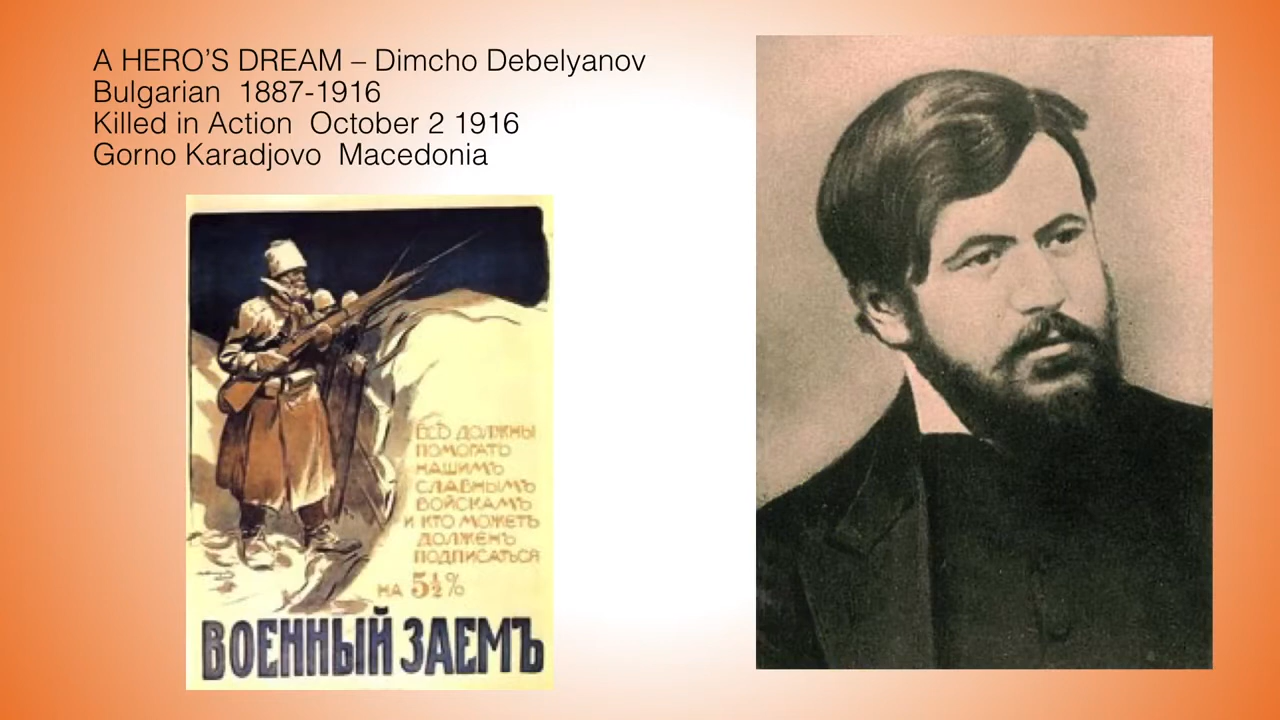 A HERO’S DREAM – Dimcho Debelyanov
Bulgarian 1887-1916
Killed in Action October 2 1916
Gorno Karadjovo Macedonia
ВСѢ ДОЛЖНЫ
ПОМОГАТЬ
НАШИМЪ
СЛАВНЫМЪ
ВОЙСКАМЪ
И КТО МОЖЕТЪ
ДОЛЖЕНЪ
ПОДПИСАТЬСЯ
НА 5½%
ВОЕННЫЙ ЗАЕМЪ